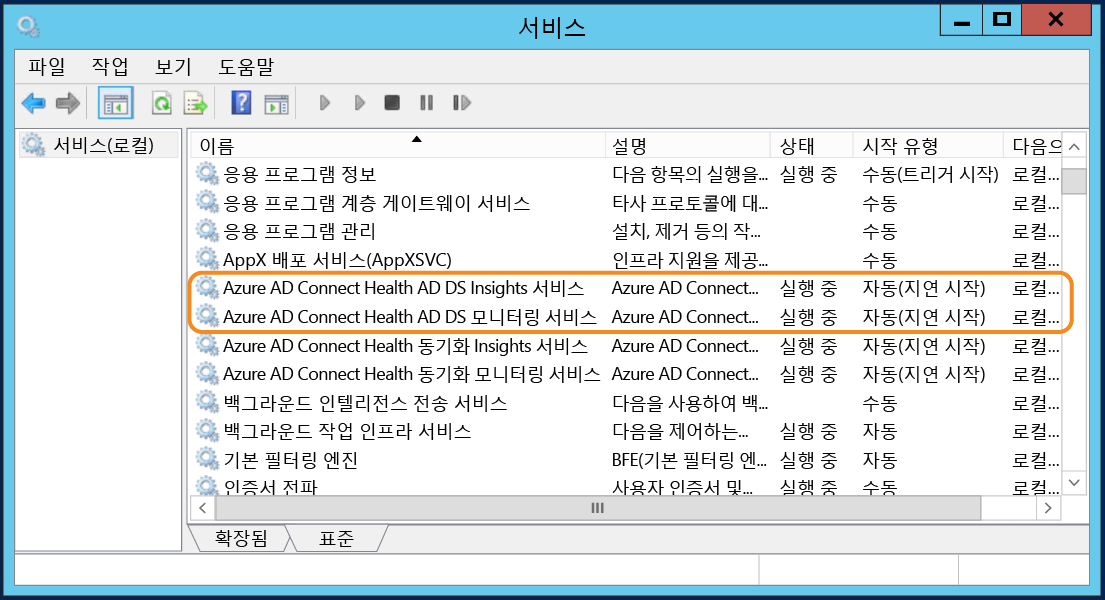 서비스
파일 작업 보기 도움말
서비스(로컬)
이름 설명 상태 시작 유형 다음으
응용 프로그램 정보 다음 항목의 실행을... 실행 중 수동(트리거 시작) 로컬...
응용 프로그램 계층 게이트웨이 서비스 타사 프로토콜에 대... 수동 로컬...
응용 프로그램 관리 설치, 제거 등의 작... 수동 로컬...
AppX 배포 서비스(AppXSVC) 인프라 지원을 제공... 수동 로컬...
Azure AD Connect Health AD DS Insights 서비스 Azure AD Connect... 실행 중 자동(지연 시작) 로컬...
Azure AD Connect Health AD DS 모니터링 서비스 Azure AD Connect... 실행 중 자동(지연 시작) 로컬...
Azure AD Connect Health 동기화 Insights 서비스 Azure AD Connect... 실행 중 자동(지연 시작) 로컬...
Azure AD Connect Health 동기화 모니터링 서비스 Azure AD Connect... 실행 중 자동(지연 시작) 로컬...
백그라운드 인텔리전스 전송 서비스 다음을 사용하여 백... 수동 로컬...
백그라운드 작업 인프라 서비스 다음을 제어하는... 실행 중 자동 로컬...
기본 필터링 엔진 BFE(기본 필터링 엔... 실행 중 자동 로컬...
인증서 전파 사용자 인증서 및... 실행 중 수동 로컬...
확장됨 표준